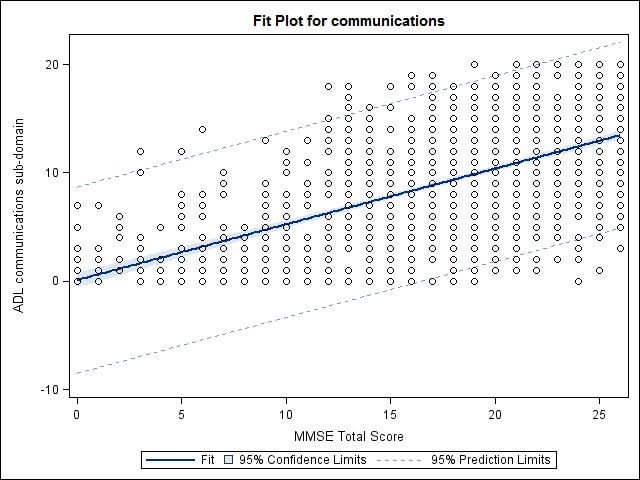 Fit Plot for communications
20
10
0
-10
ADL communications sub-domain
0 5 10 15 20 25
MMSE Total Score
Fit 95% Confidence Limits 95% Prediction Limits